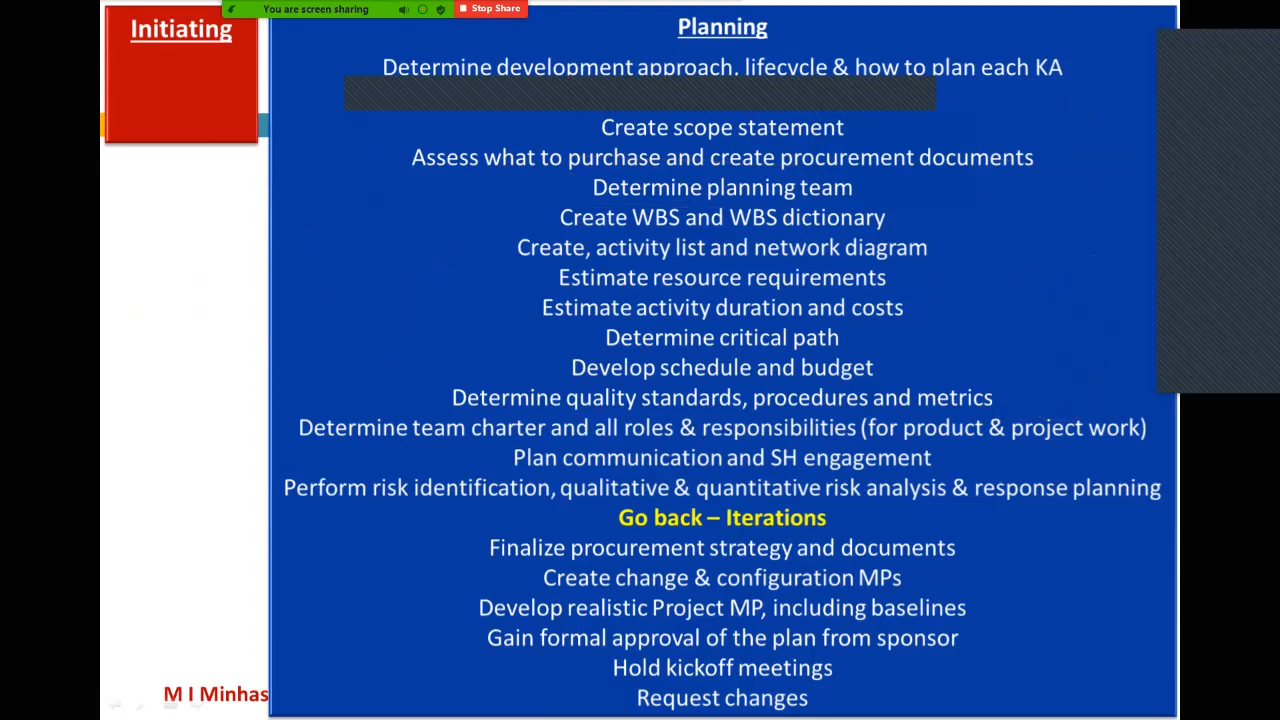 You are screen sharing
Stop Share
Initiating
Planning
Determine development approach, lifecycle & how to plan each KA
Create scope statement
Assess what to purchase and create procurement documents
Determine planning team
Create WBS and WBS dictionary
Create, activity list and network diagram
Estimate resource requirements
Estimate activity duration and costs
Determine critical path
Develop schedule and budget
Determine quality standards, procedures and metrics
Determine team charter and all roles & responsibilities (for product & project work)
Plan communication and SH engagement
Perform risk identification, qualitative & quantitative risk analysis & response planning
Go back – Iterations
Finalize procurement strategy and documents
Create change & configuration MPs
Develop realistic Project MP, including baselines
Gain formal approval of the plan from sponsor
Hold kickoff meetings
Request changes
M I Minhas